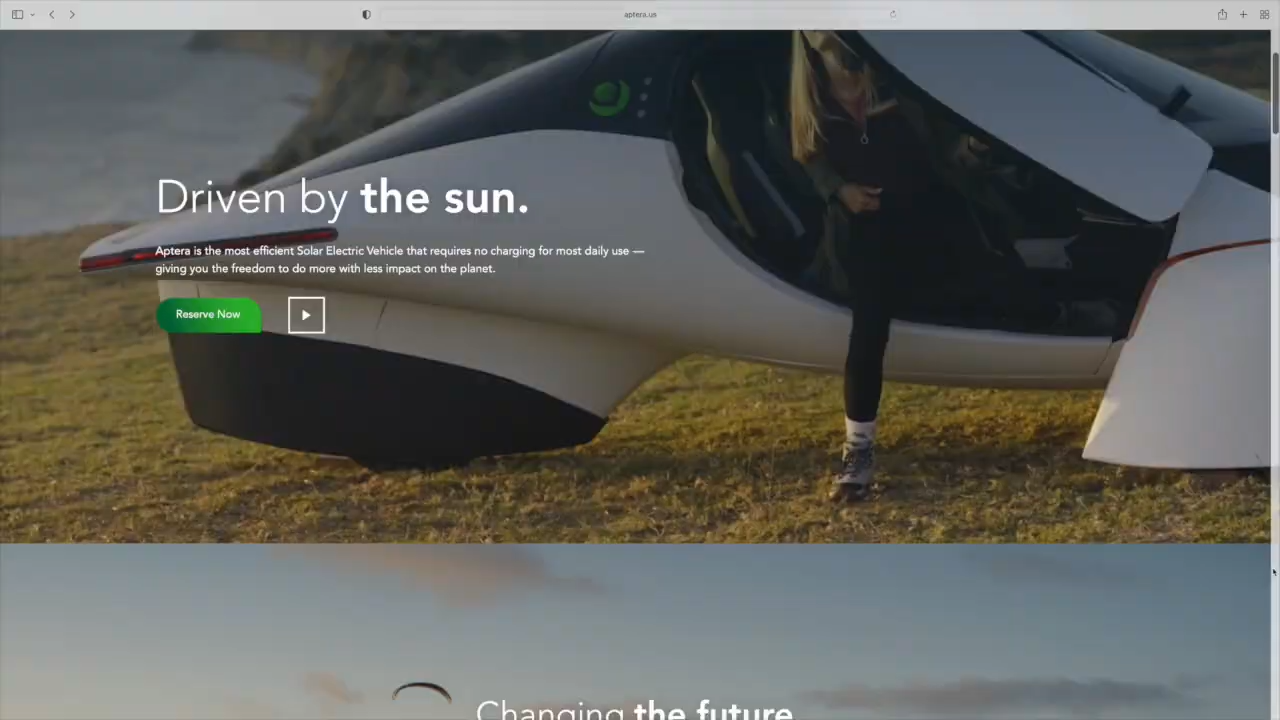 aptera.us
Driven by the sun.
Aptera is the most efficient Solar Electric Vehicle that requires no charging for most daily use —
giving you the freedom to do more with less impact on the planet.
Reserve Now
Changing the future